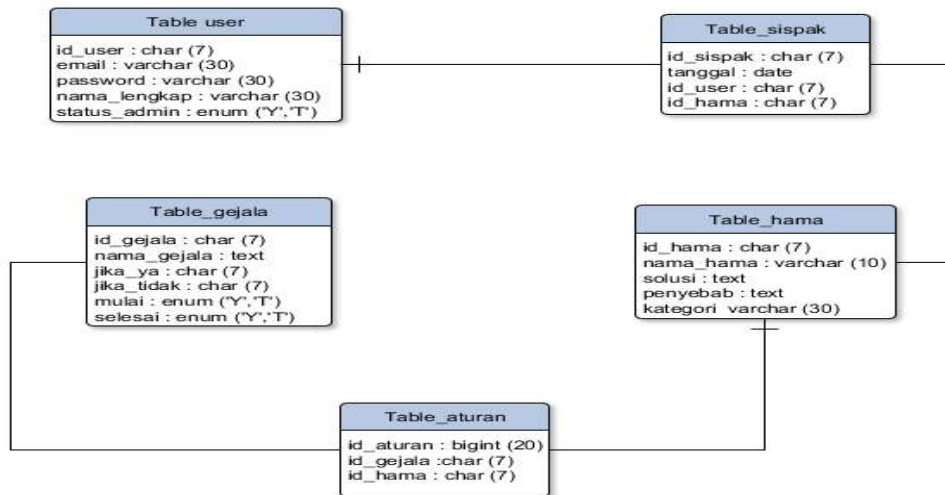 Table user
id_user : char (7)
email : varchar (30)
password : varchar (30)
nama_lengkap : varchar (30)
status_admin : enum ('Y','T')
Table_sispak
id_sispak : char (7)
tanggal : date
id_user : char (7)
id_hama : char (7)
Table_gejala
id_gejala : char (7)
nama_gejala : text
jika_ya : char (7)
jika_tidak : char (7)
mulai : enum ('Y','T')
selesai : enum ('Y','T')
Table_hama
id_hama : char (7)
nama_hama : varchar (10)
solusi : text
penyebab : text
kategori varchar (30)
Table_aturan
id_aturan : bigint (20)
id_gejala :char (7)
id_hama : char (7)